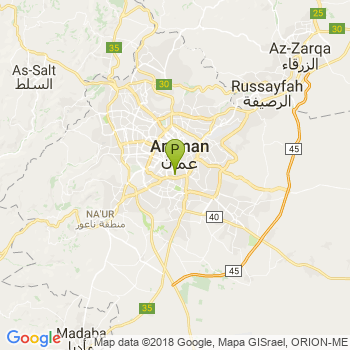 25
Az-Zarqa
الزرقاء
35
As-Salt
السلط
30
30
Russayfah
الرصيفة
P
Amman
عمان
45
NA'UR
منطقة ناعور
40
45
35
Madaba
Map data ©2018 Google, Mapa GISrael, ORION-ME